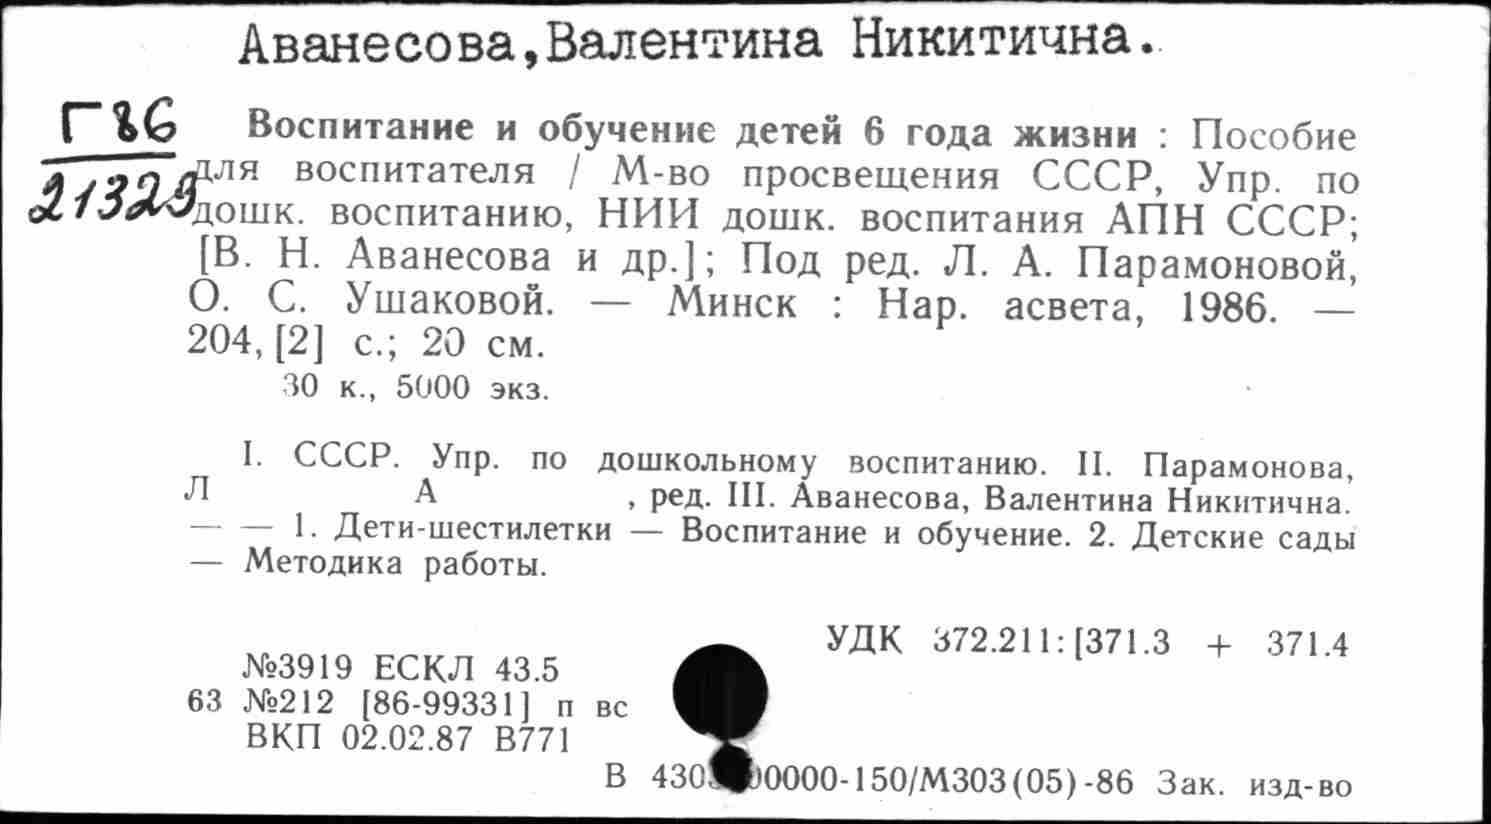 Аванесова,Валентина Никитична.
Г86
21329
Воспитание и обучение детей 6 года жизни : Пособие
для воспитателя / М-во просвещения СССР, Упр. по
дошк. воспитанию, НИИ дошк. воспитания АПН СССР;
[В. Н. Аванесова и др.]; Под ред. Л. А. Парамоновой,
О. С. Ушаковой. — Минск : Нар. асвета, 1986. —
204, [2] с.; 20 см.
30 к., 5000 экз.
I. СССР. Упр. по дошкольному воспитанию. II. Парамонова,
Л А , ред. III. Аванесова, Валентина Никитична.
— — 1. Дети-шестилетки — Воспитание и обучение. 2. Детские сады
— Методика работы.
УДК 372.211:[371.3 + 371.4
№3919 ЕСКЛ 43.5
63 №212 [86-99331] п вс
ВКП 02.02.87 В771
В 0000-150/М303(05)-86 Зак. изд-во